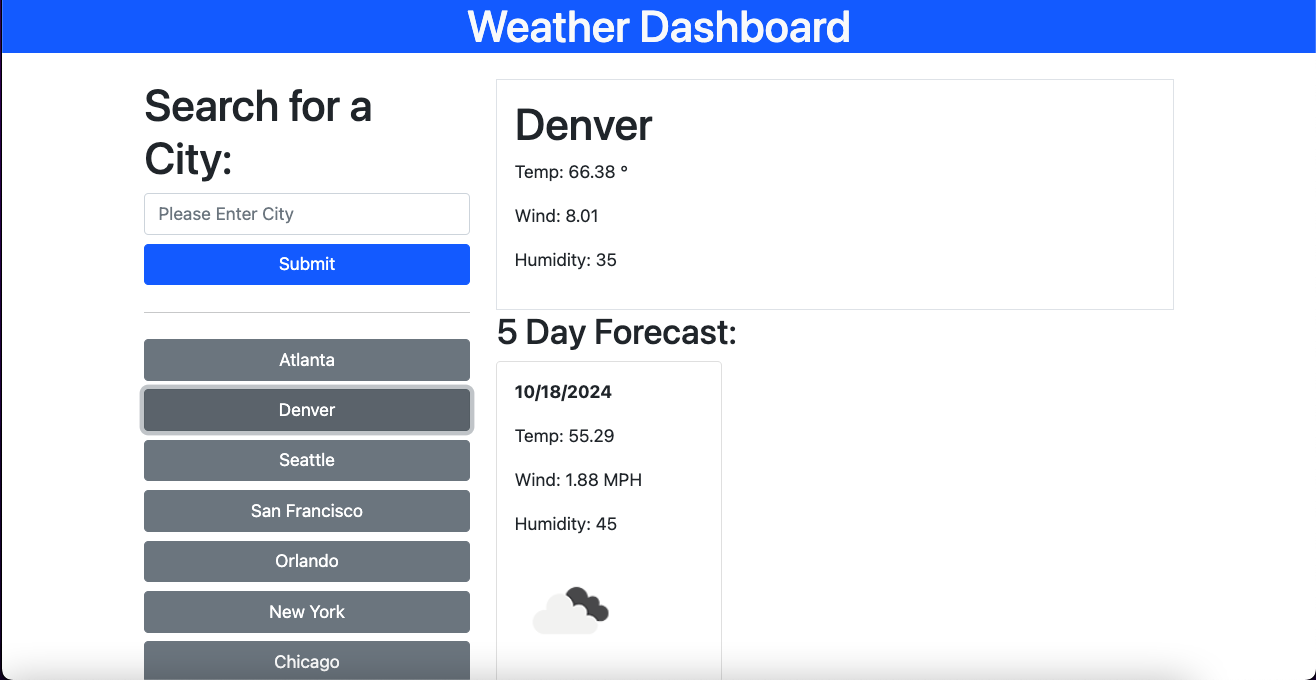 Weather Dashboard
Search for a
City:
Please Enter City
Submit
Atlanta
Denver
Seattle
San Francisco
Orlando
New York
Chicago
Denver
Temp: 66.38 °
Wind: 8.01
Humidity: 35
5 Day Forecast:
10/18/2024
Temp: 55.29
Wind: 1.88 MPH
Humidity: 45